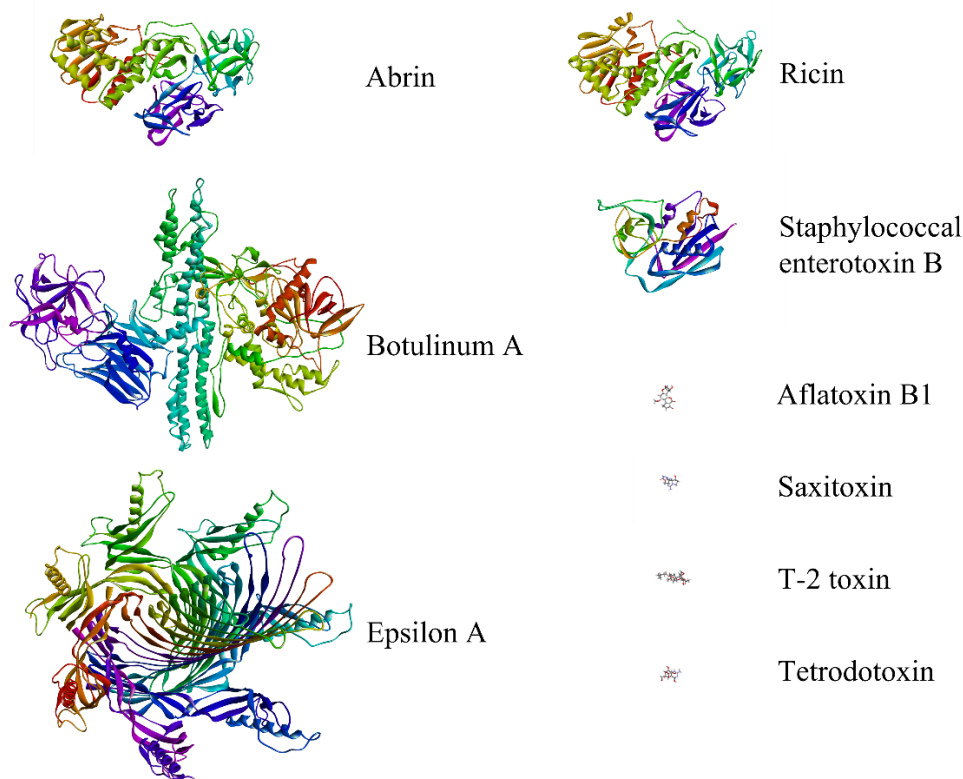 Abrin
Ricin
Staphylococcal
enterotoxin B
Botulinum A
Aflatoxin B1
Saxitoxin
T-2 toxin
Epsilon A
Tetrodotoxin